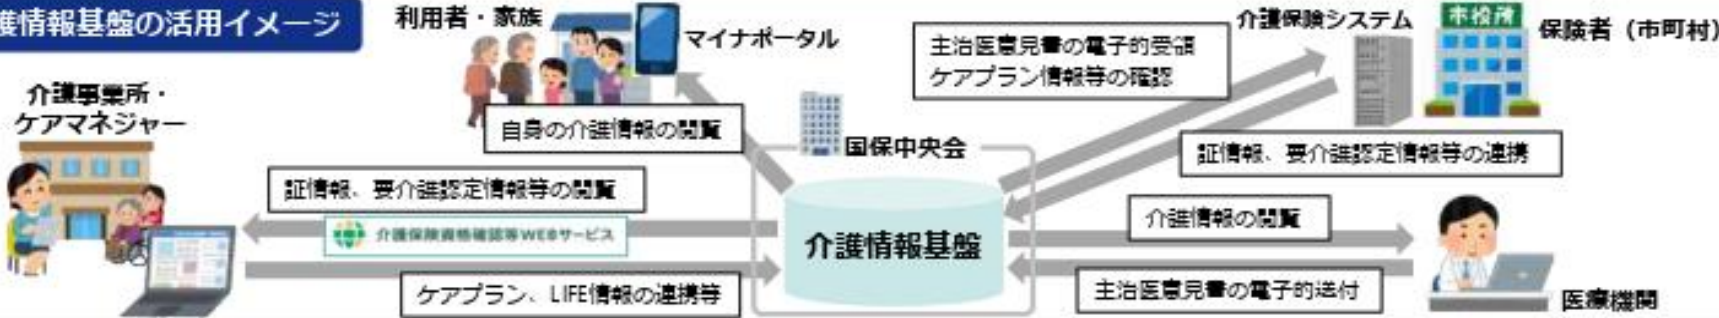 護情報基盤の活用イメージ
利用者・家族
マイナポータル
介護保険システム
市役所
保険者（市町村）
主治医意見書の電子的受領
ケアプラン情報等の確認
介護事業所・
ケアマネジャー
自身の介護情報の閲覧
国保中央会
証情報、要介護認定情報等の連携
証情報、要介護認定情報等の閲覧
介護保険資格確認等WEBサービス
介護情報の閲覧
介護情報基盤
ケアプラン、LIFE情報の連携等
主治医意見書の電子的送付
医療機関